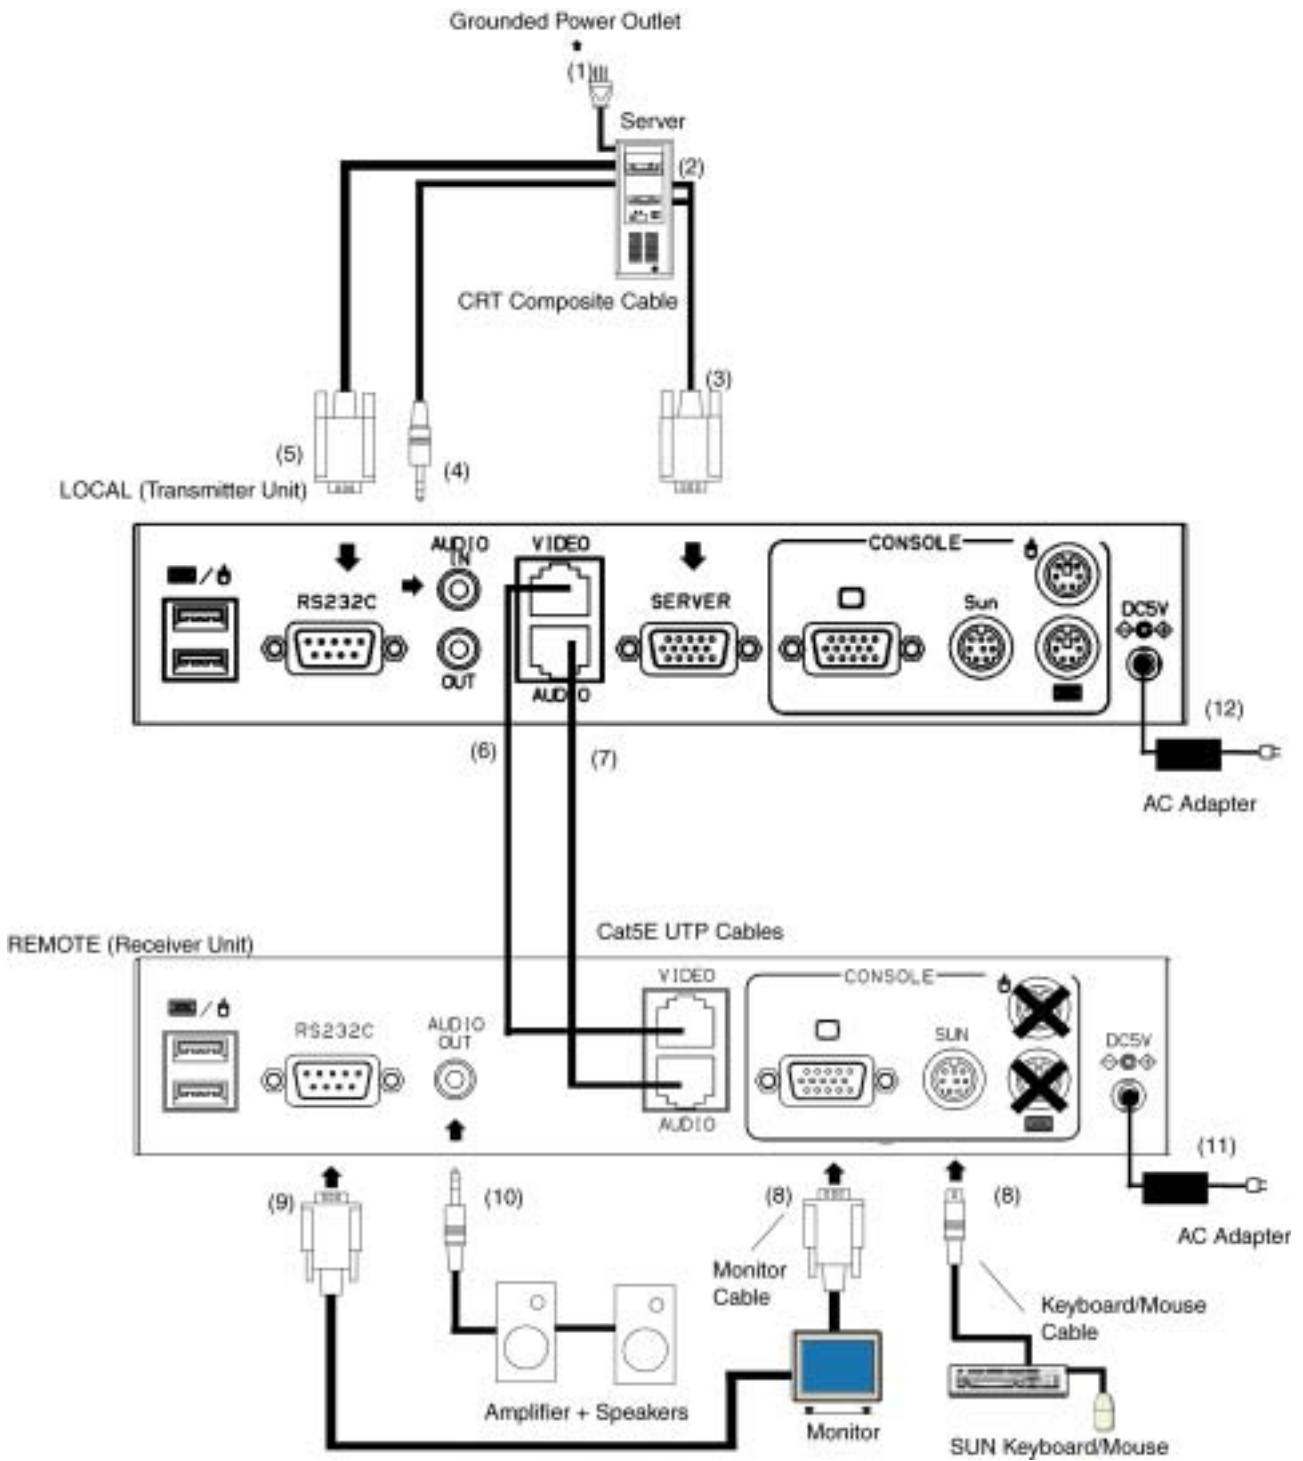 Grounded Power Outlet
(1)
Server
(2)
CRT Composite Cable
(3)
(5)
(4)
LOCAL (Transmitter Unit)
AUDIO
IN
VIDEO
CONSOLE
/
RS232C
SERVER
Sun
DC5V
OUT
AUDIO
(12)
(6)
(7)
AC Adapter
Cat5E UTP Cables
REMOTE (Receiver Unit)
VIDEO
CONSOLE
/
RS232C
AUDIO
OUT
SUN
DC5V
AUDIO
(11)
(9)
(10)
(8)
(8)
AC Adapter
Monitor
Cable
Keyboard/Mouse
Cable
Amplifier + Speakers
Monitor
SUN Keyboard/Mouse